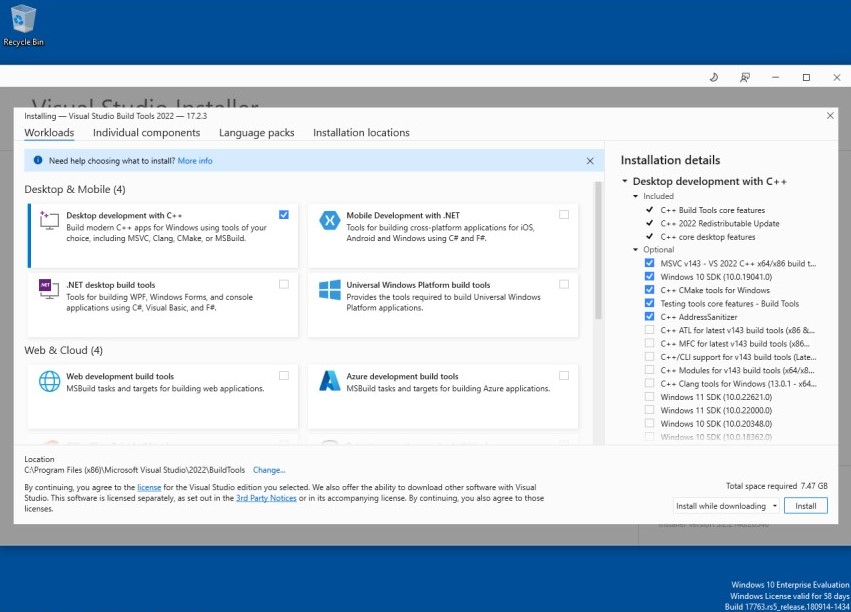 Recycle Bin
Visual Studio Installer
Installing — Visual Studio Build Tools 2022 — 17.2.3
Workloads
Individual components
Language packs
Installation locations
Need help choosing what to install? More info
Desktop & Mobile (4)
Desktop development with C++
Build modern C++ apps for Windows using tools of your
choice, including MSVC, Clang, CMake, or MSBuild.
Mobile Development with .NET
Tools for building cross-platform applications for iOS,
Android and Windows using C# and F#.
.NET desktop build tools
Tools for building WPF, Windows Forms, and console
applications using C#, Visual Basic, and F#.
Universal Windows Platform build tools
Provides the tools required to build Universal Windows
Platform applications.
Web & Cloud (4)
Web development build tools
MSBuild tasks and targets for building web applications.
Azure development build tools
MSBuild tasks and targets for building Azure applications.
Installation details
Desktop development with C++
Included
C++ Build Tools core features
C++ 2022 Redistributable Update
C++ core desktop features
Optional
MSVC v143 - VS 2022 C++ x64/x86 build t...
Windows 10 SDK (10.0.19041.0)
C++ CMake tools for Windows
Testing tools core features - Build Tools
C++ AddressSanitizer
C++ ATL for latest v143 build tools (x86 &...
C++ MFC for latest v143 build tools (x86...
C++/CLI support for v143 build tools (Late...
C++ Modules for v143 build tools (x64/x8...
C++ Clang tools for Windows (13.0.1 - x64...
Windows 11 SDK (10.0.22621.0)
Windows 11 SDK (10.0.22000.0)
Windows 10 SDK (10.0.20348.0)
Windows 10 SDK (10.0.18362.0)
Location
C:\Program Files (x86)\Microsoft Visual Studio\2022\BuildTools Change...
By continuing, you agree to the license for the Visual Studio edition you selected. We also offer the ability to download other software with Visual
Studio. This software is licensed separately, as set out in the 3rd Party Notices or in its accompanying license. By continuing, you also agree to those
licenses.
Total space required 7.47 GB
Install while downloading
Install
Windows 10 Enterprise Evaluation
Windows License valid for 58 days
Build 17763.rs5_release.180914-1434